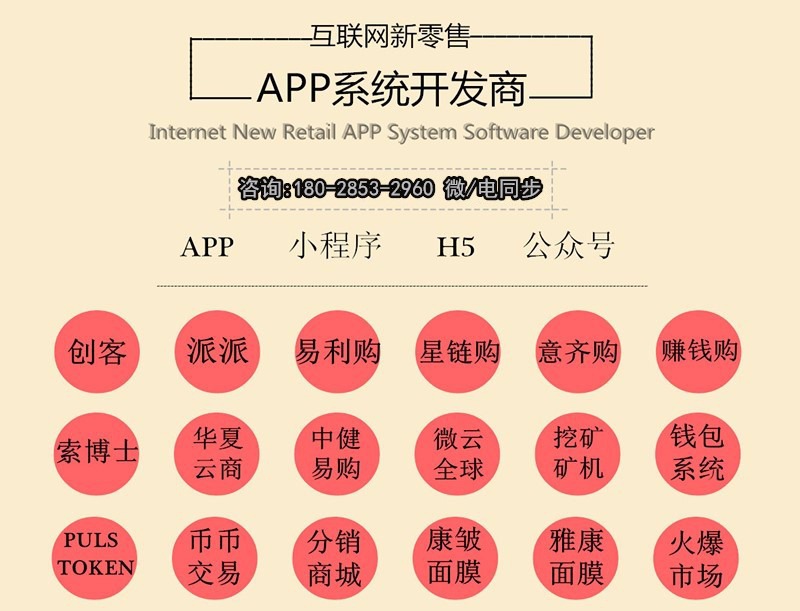 互联网新零售
APP系统开发商
Internet New Retail APP System Software Developer
咨询:180-2853-2960 微/电同步
APP 小程序 H5 公众号
创客 派派 易利购 星链购 意齐购 赚钱购
索博士 华夏云商 中健易购 微云全球 挖矿矿机 钱包系统
PULS TOKEN 币币交易 分销商城 康皱面膜 雅康面膜 火爆市场